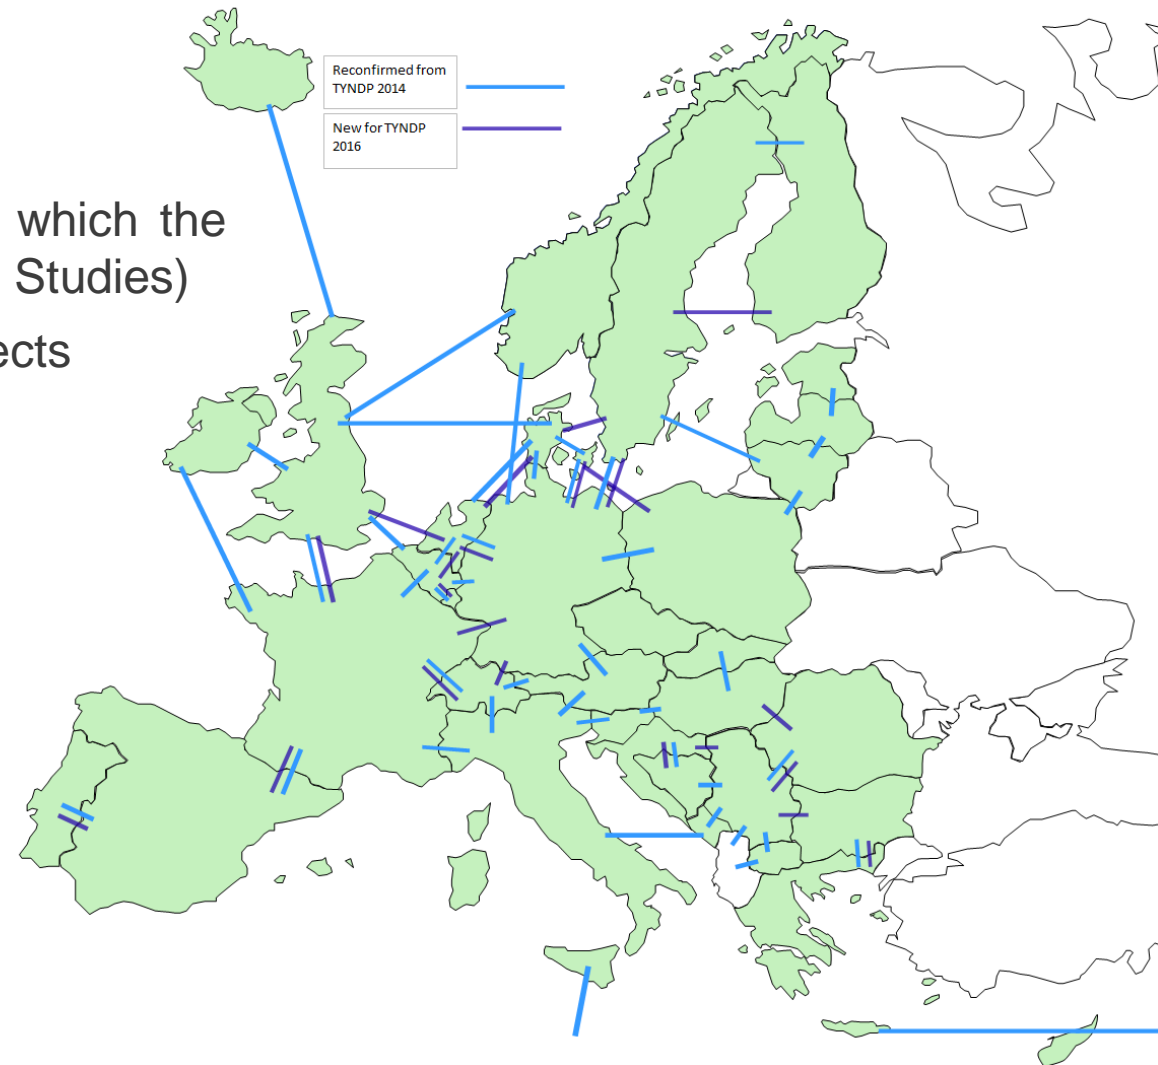 Reconfirmed from
TYNDP 2014
New for TYNDP
2016
which the
Studies)
ects